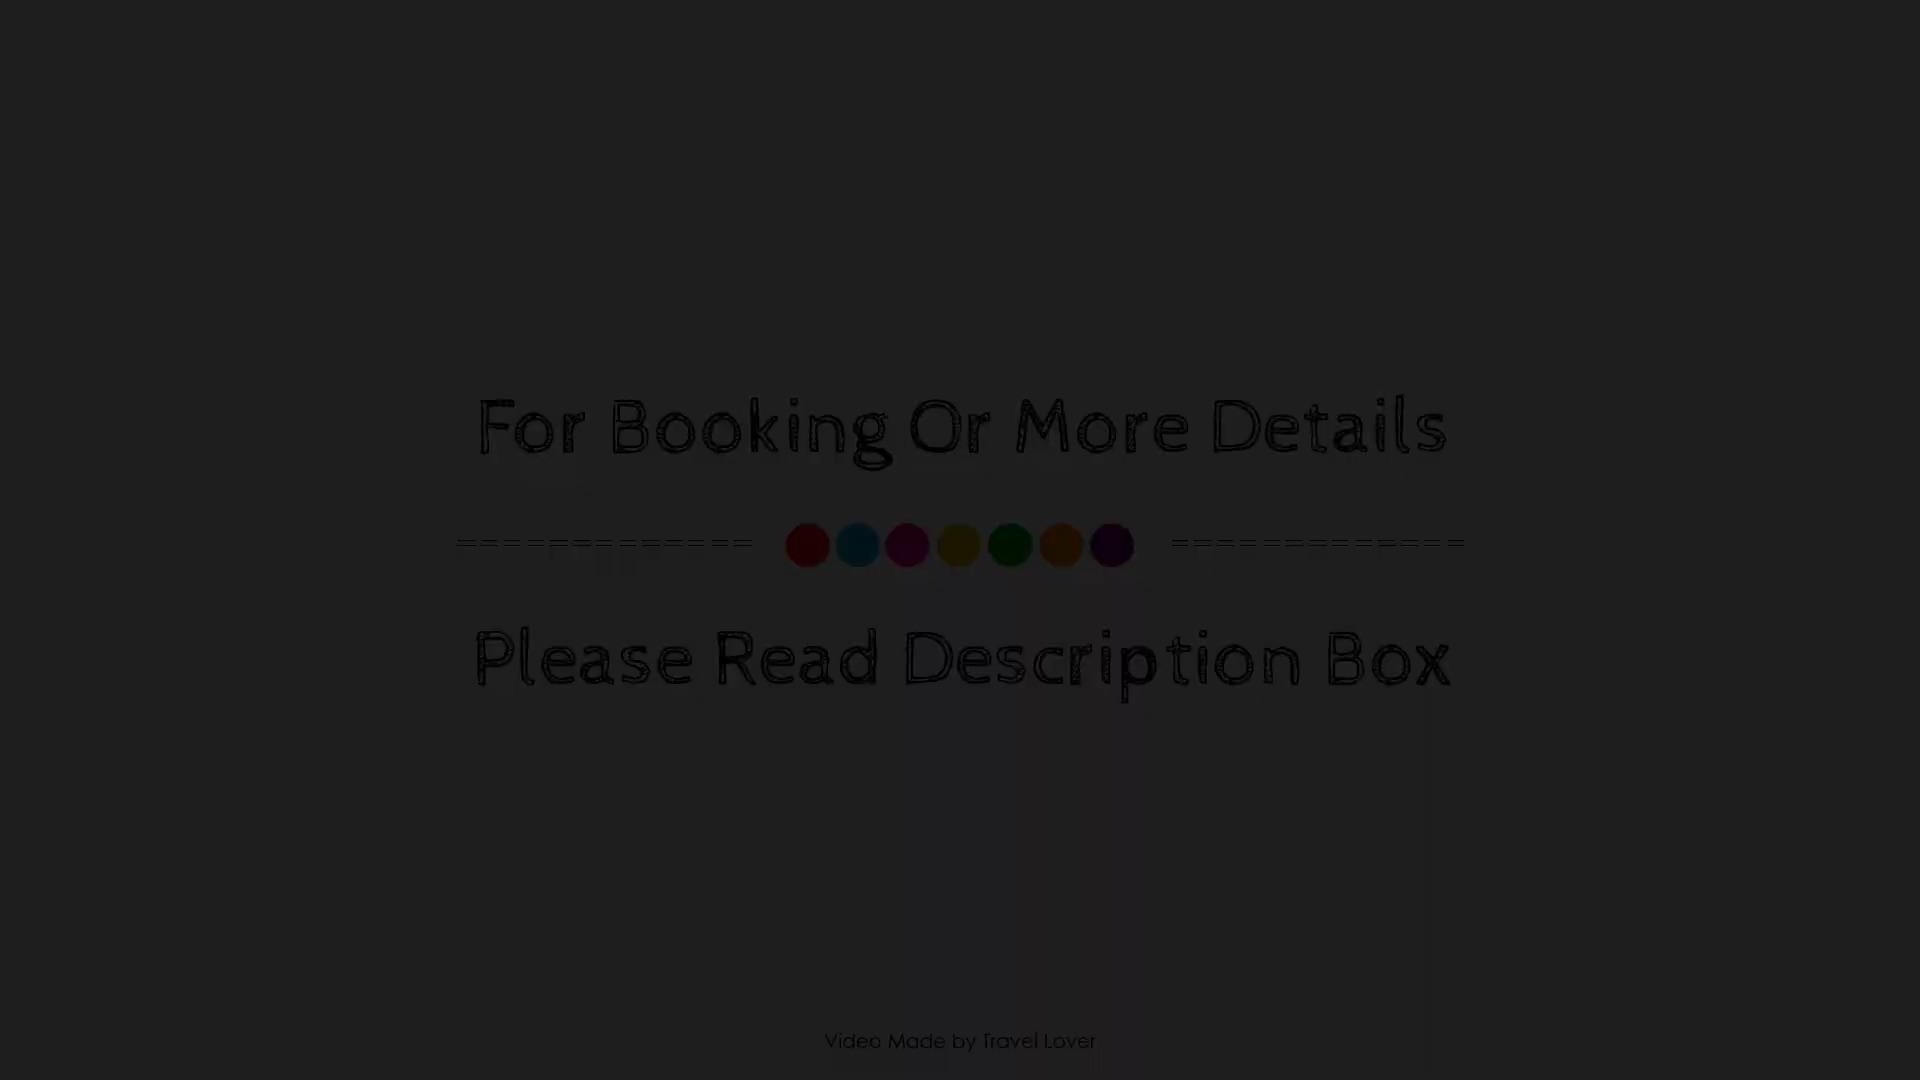 For Booking Or More Details
============= =============
Please Read Description Box
Video Made by Travel Lover